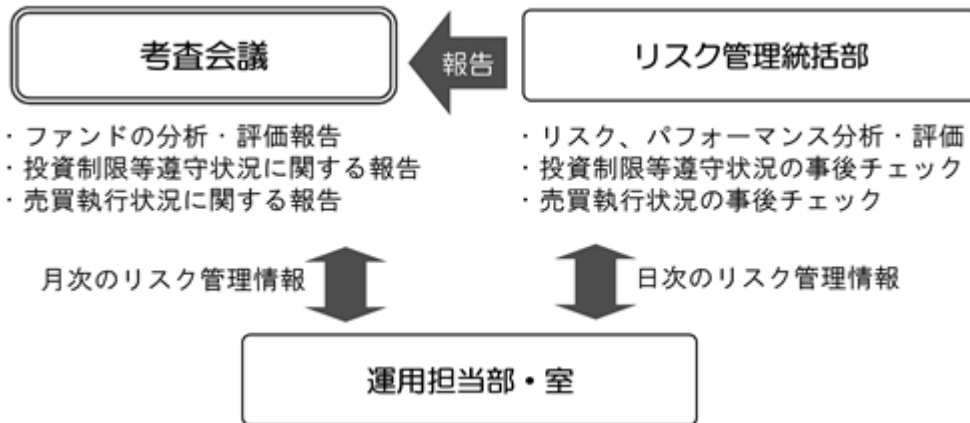 考査会議
報告
リスク管理統括部
・ファンドの分析・評価報告
・投資制限等遵守状況に関する報告
・売買執行状況に関する報告
・リスク、パフォーマンス分析・評価
・投資制限等遵守状況の事後チェック
・売買執行状況の事後チェック
月次のリスク管理情報
日次のリスク管理情報
運用担当部・室